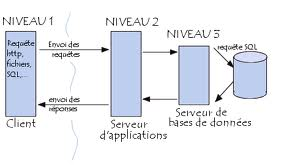 NIVEAU 1
NIVEAU 2
NIVEAU 3
Requête
http,
fichiers,
SQL,...
Envoi des
requêtes
requête SQL
envoi des
réponses
Client
Serveur
d'applications
Serveur de
bases de données